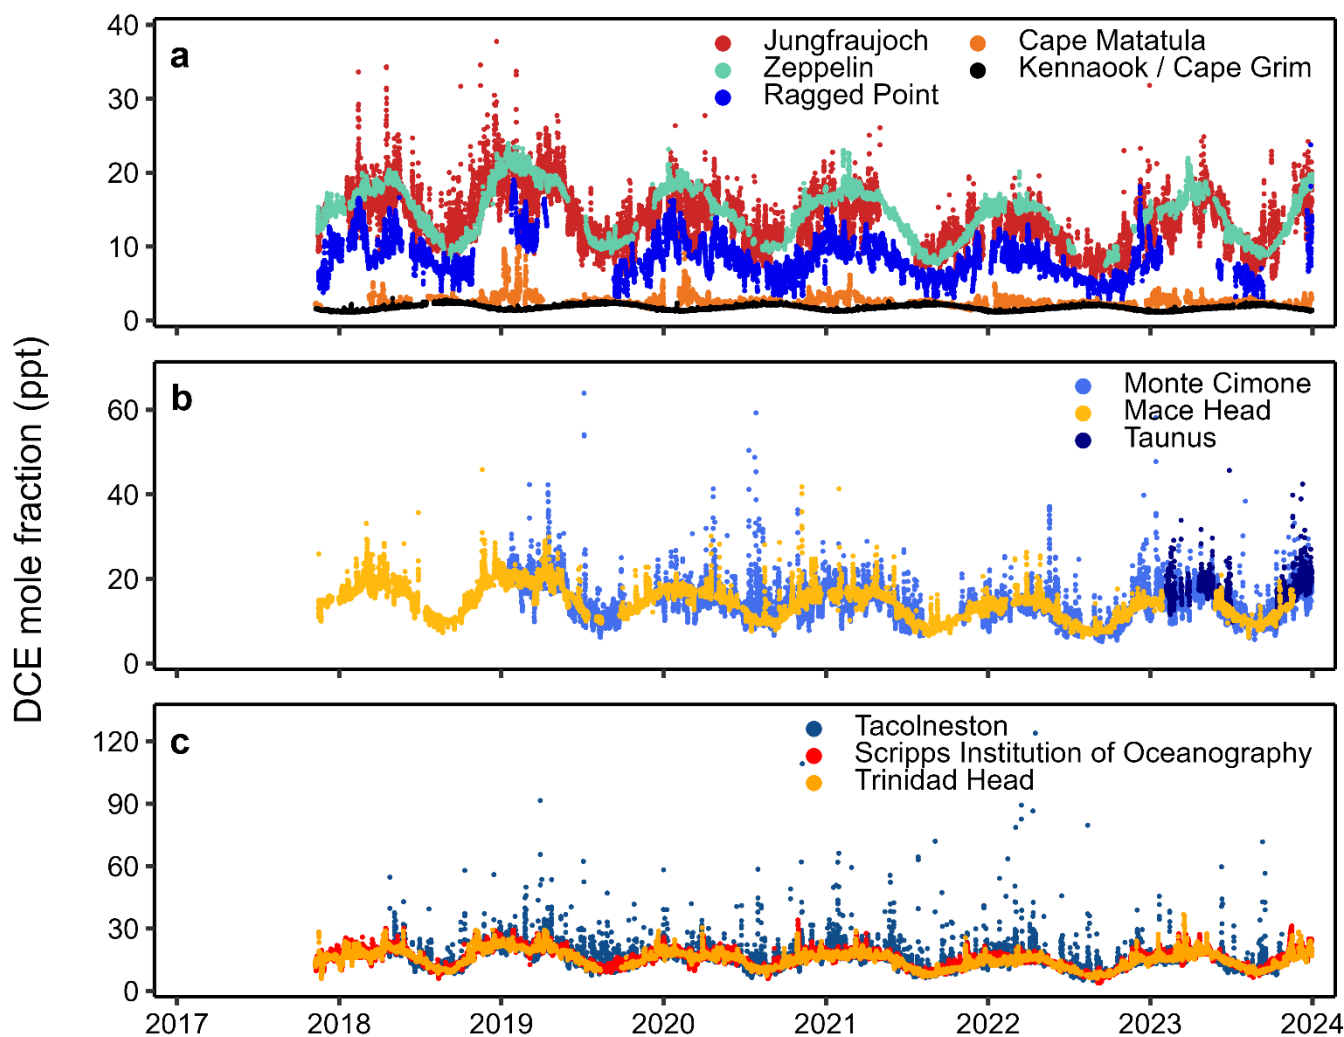 DCE mole fraction (ppt)
a
Jungfraujoch
Zeppelin
Ragged Point
Cape Matatula
Kennaook / Cape Grim
40
30
20
10
0
b
Monte Cimone
Mace Head
Taunus
60
40
20
0
c
Tacolneston
Scripps Institution of Oceanography
Trinidad Head
120
90
60
30
0
2017 2018 2019 2020 2021 2022 2023 2024